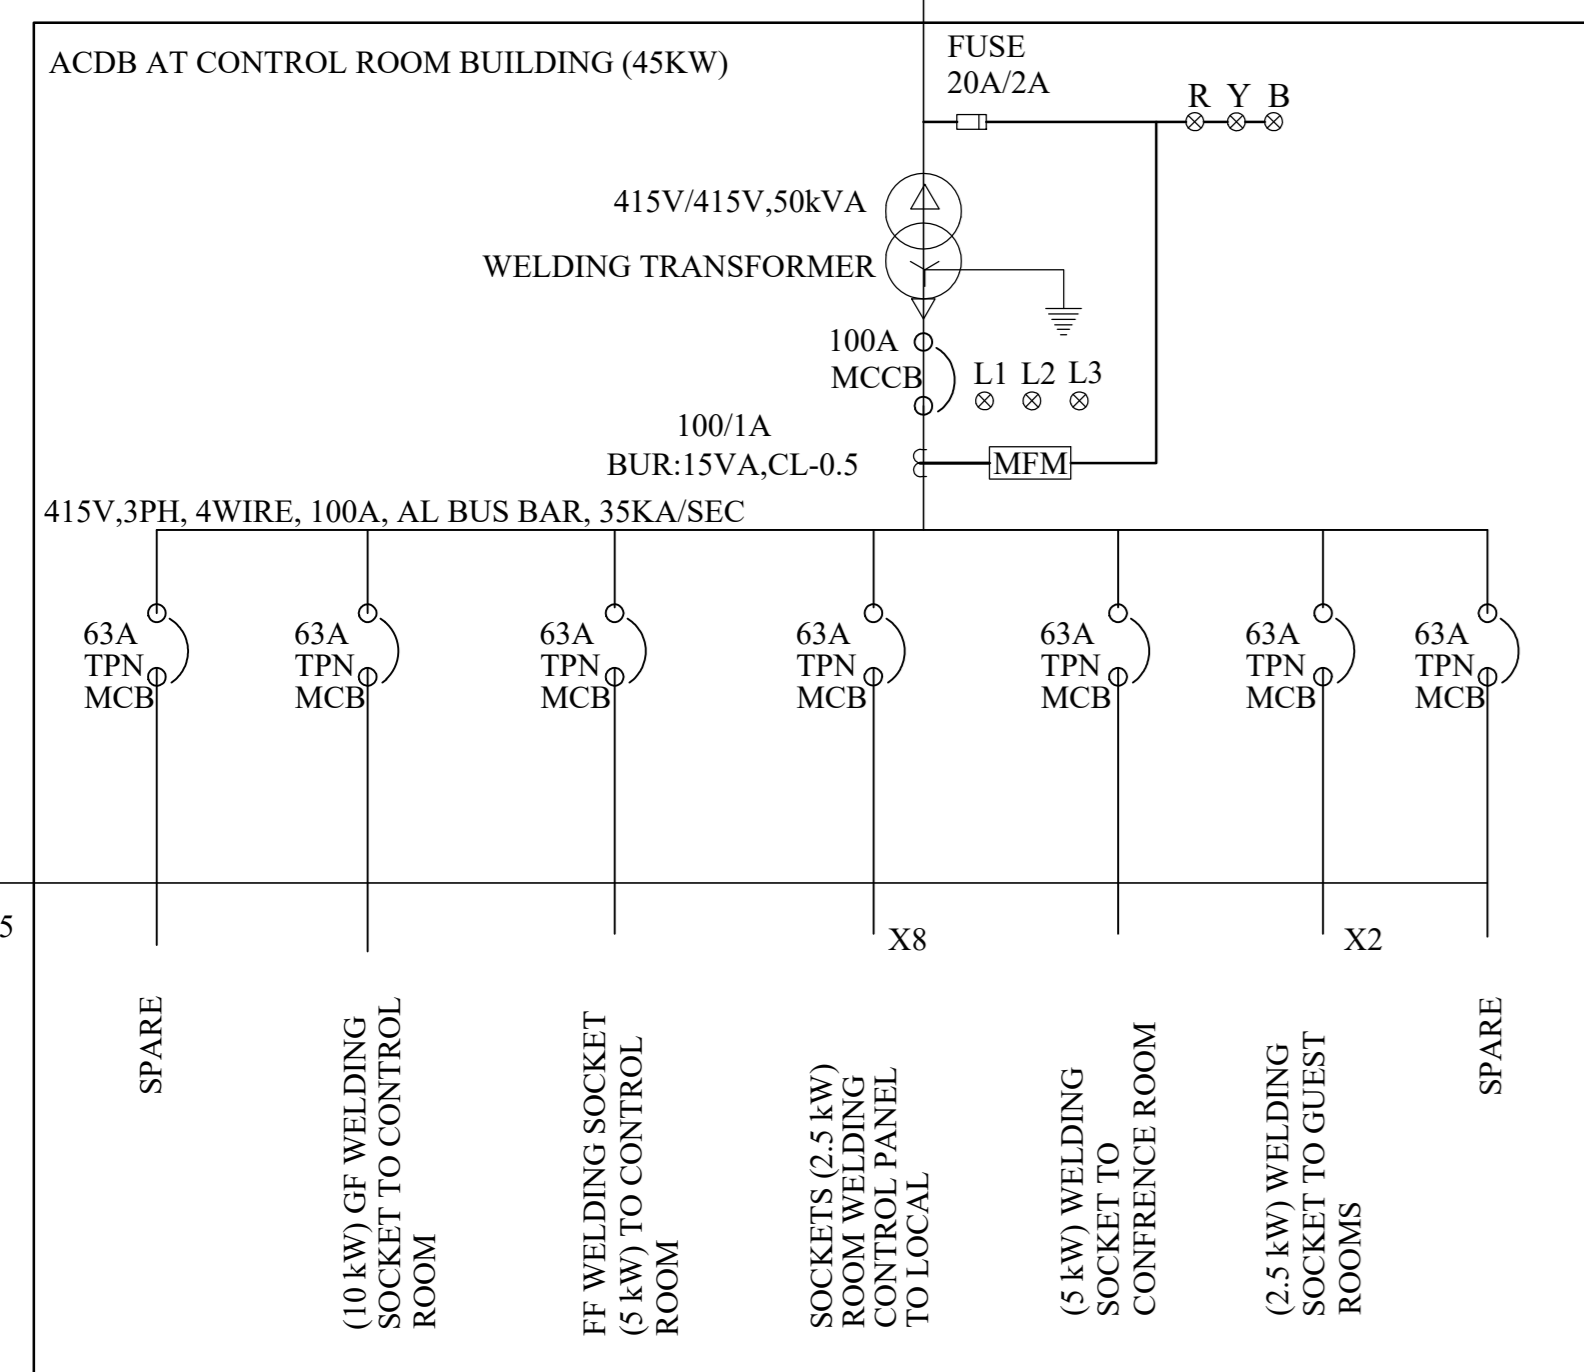 ACDB AT CONTROL ROOM BUILDING (45KW)
FUSE
20A/2A
R Y B
415V/415V,50kVA
WELDING TRANSFORMER
100A
MCCB
L1 L2 L3
100/1A
BUR:15VA,CL-0.5
MFM
415V,3PH, 4WIRE, 100A, AL BUS BAR, 35KA/SEC
63A
TPN
MCB
63A
TPN
MCB
63A
TPN
MCB
63A
TPN
MCB
63A
TPN
MCB
63A
TPN
MCB
63A
TPN
MCB
5
X8
X2
SPARE
(10 kW) GF WELDING
SOCKET TO CONTROL
ROOM
FF WELDING SOCKET
(5 kW) TO CONTROL
ROOM
SOCKETS (2.5 kW)
ROOM WELDING
CONTROL PANEL
TO LOCAL
(5 kW) WELDING
SOCKET TO
CONFRENCE ROOM
(2.5 kW) WELDING
SOCKET TO GUEST
ROOMS
SPARE